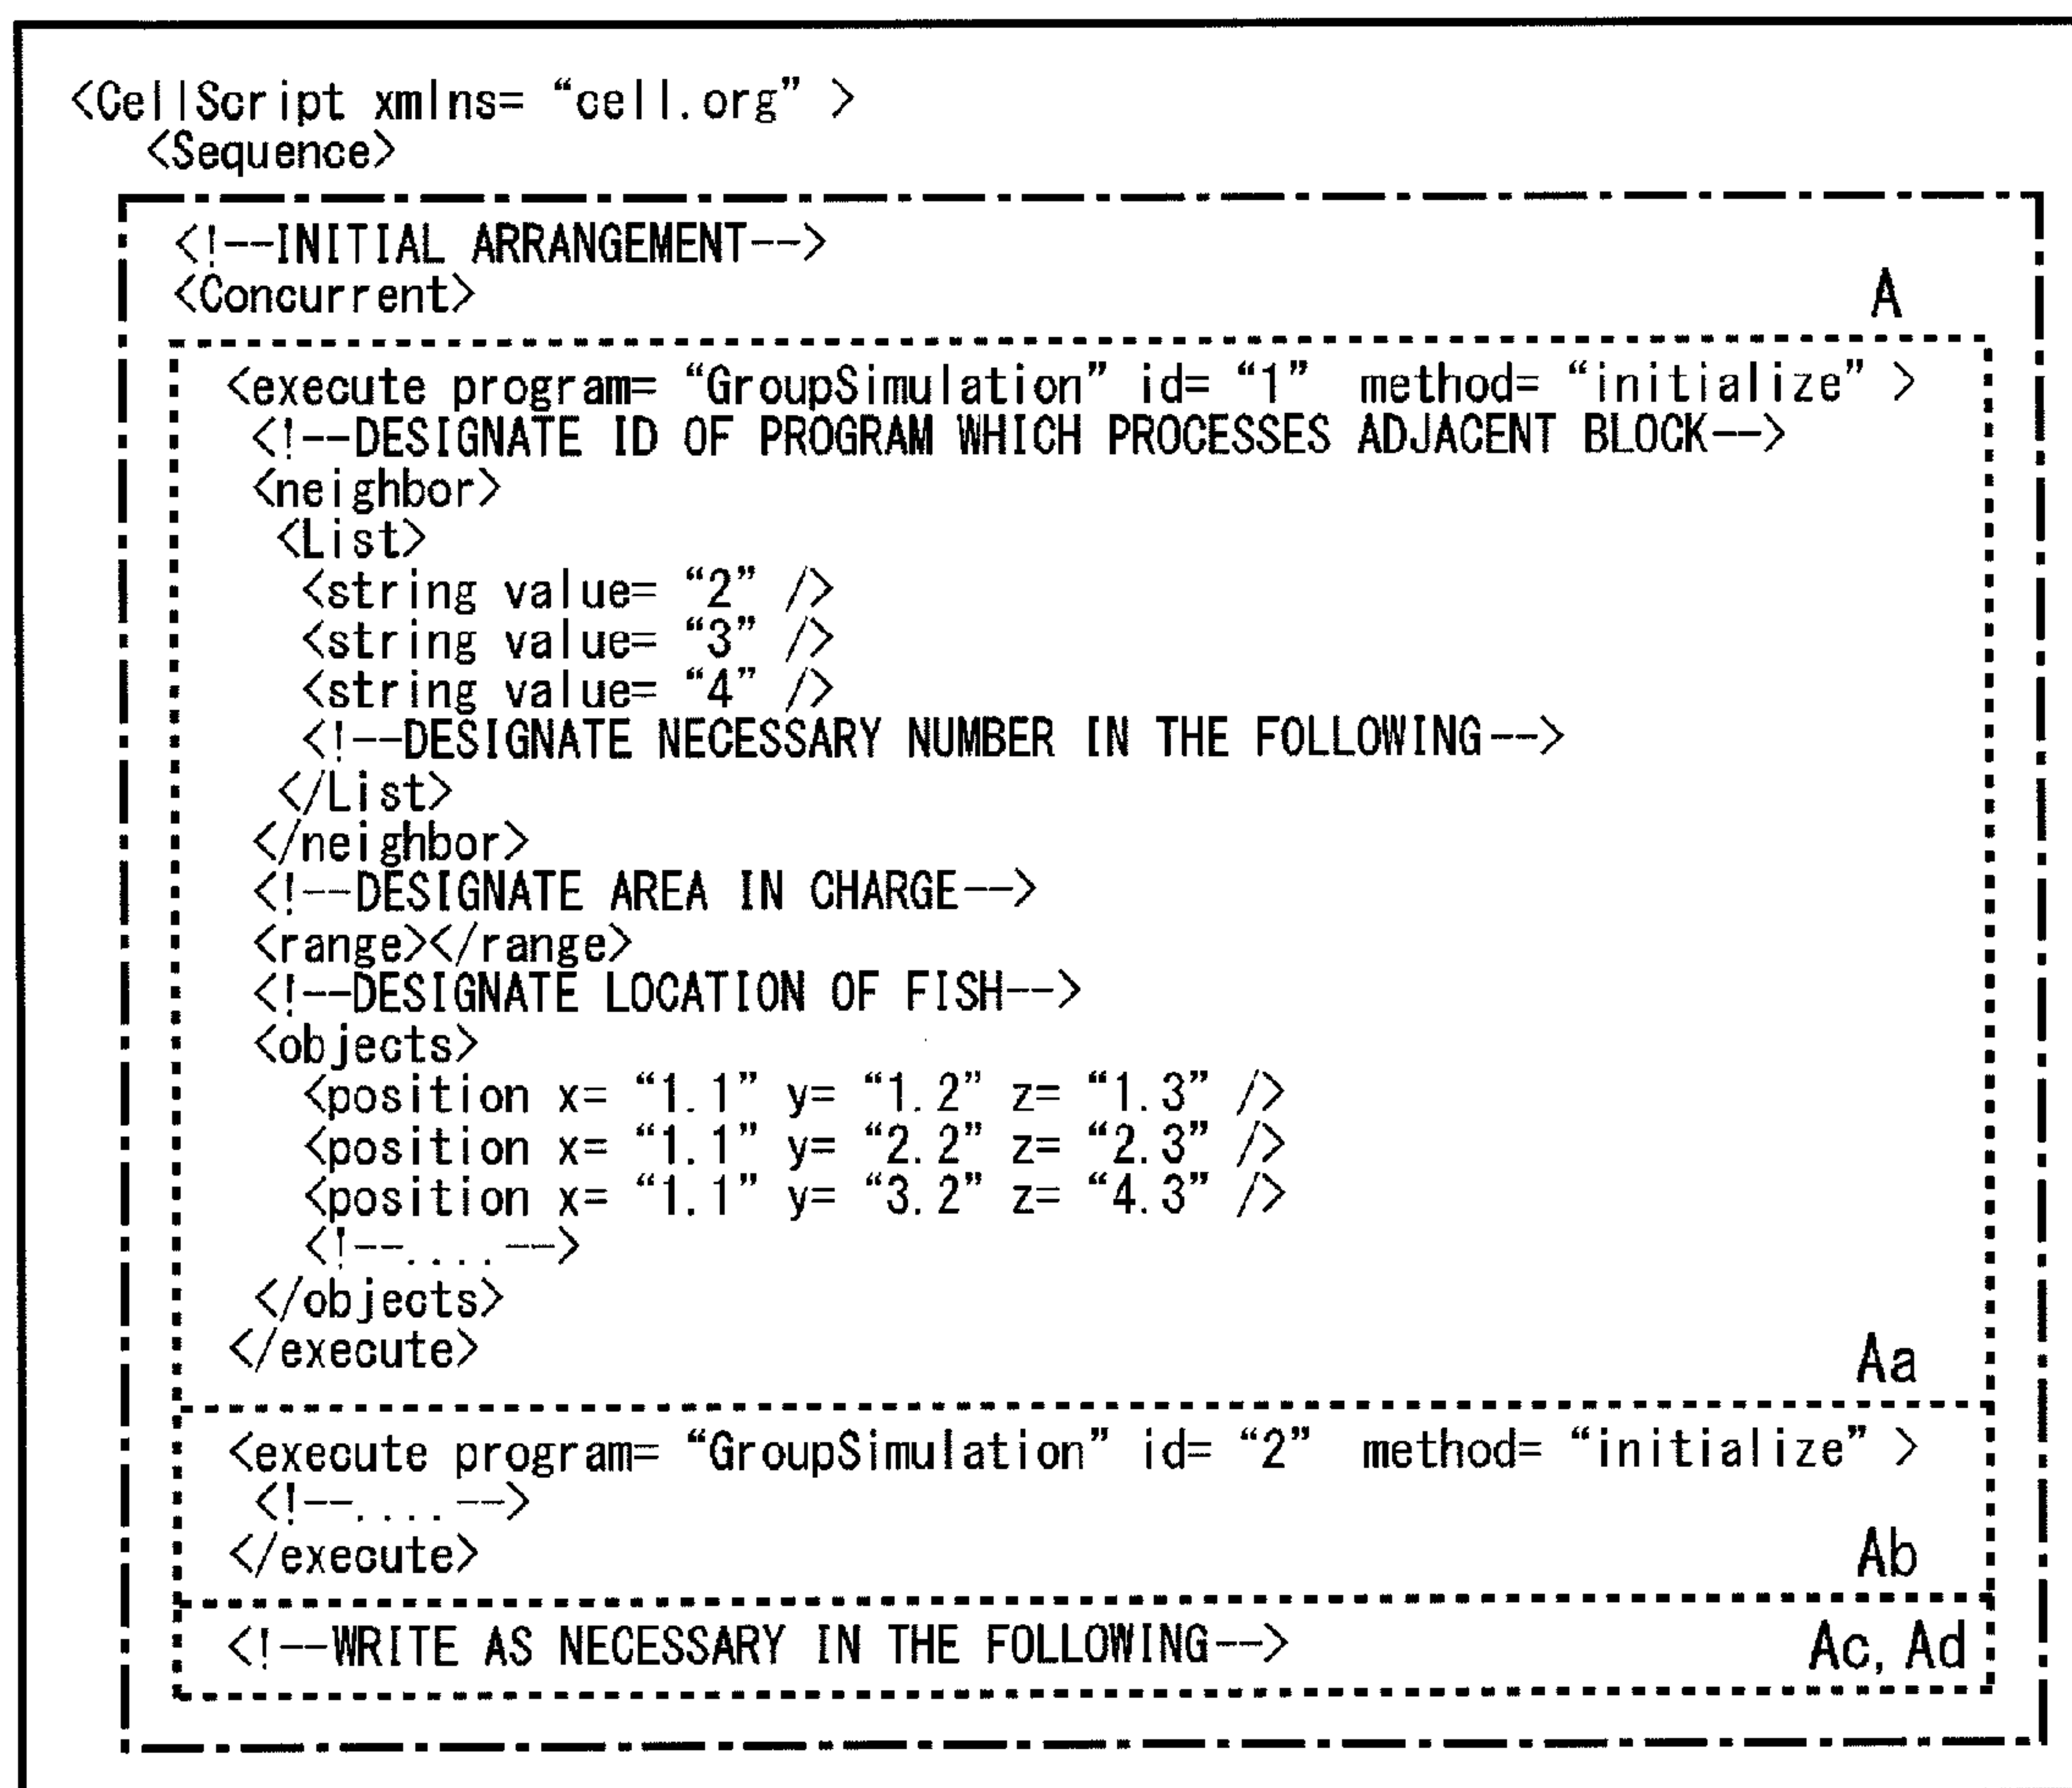 <CellScript xmlns= “cell.org” >
<Sequence>
<!--INITIAL ARRANGEMENT-->
<Concurrent>
A
<execute program= “GroupSimulation” id= “1” method= “initialize” >
<!--DESIGNATE ID OF PROGRAM WHICH PROCESSES ADJACENT BLOCK-->
<neighbor>
<List>
<string value= “2” />
<string value= “3” />
<string value= “4” />
<!--DESIGNATE NECESSARY NUMBER IN THE FOLLOWING-->
</List>
</neighbor>
<!--DESIGNATE AREA IN CHARGE-->
<range></range>
<!--DESIGNATE LOCATION OF FISH-->
<objects>
<position x= “1.1” y= “1.2” z= “1.3” />
<position x= “1.1” y= “2.2” z= “2.3” />
<position x= “1.1” y= “3.2” z= “4.3” />
<!--....-->
</objects>
</execute>
Aa
<execute program= “GroupSimulation” id= “2” method= “initialize” >
<!--....-->
</execute>
Ab
<!--WRITE AS NECESSARY IN THE FOLLOWING-->
Ac, Ad